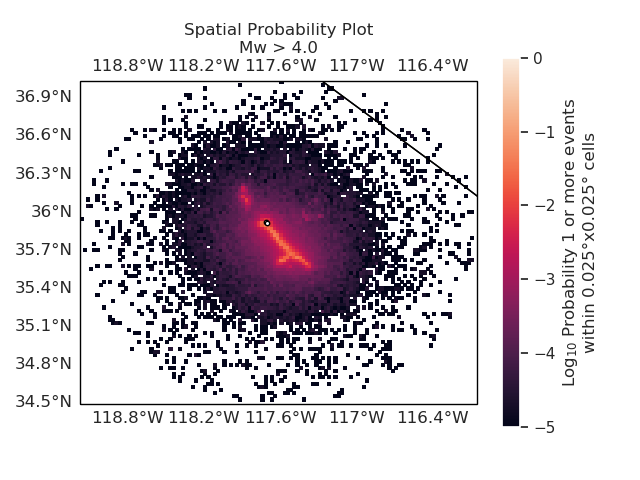 Spatial Probability Plot
Mw > 4.0
118.8°W 118.2°W 117.6°W 117°W 116.4°W
36.9°N
36.6°N
36.3°N
36°N
35.7°N
35.4°N
35.1°N
34.8°N
34.5°N
118.8°W 118.2°W 117.6°W 117°W 116.4°W
0
−1
−2
−3
−4
−5
Log₁₀ Probability 1 or more events
within 0.025°x0.025° cells